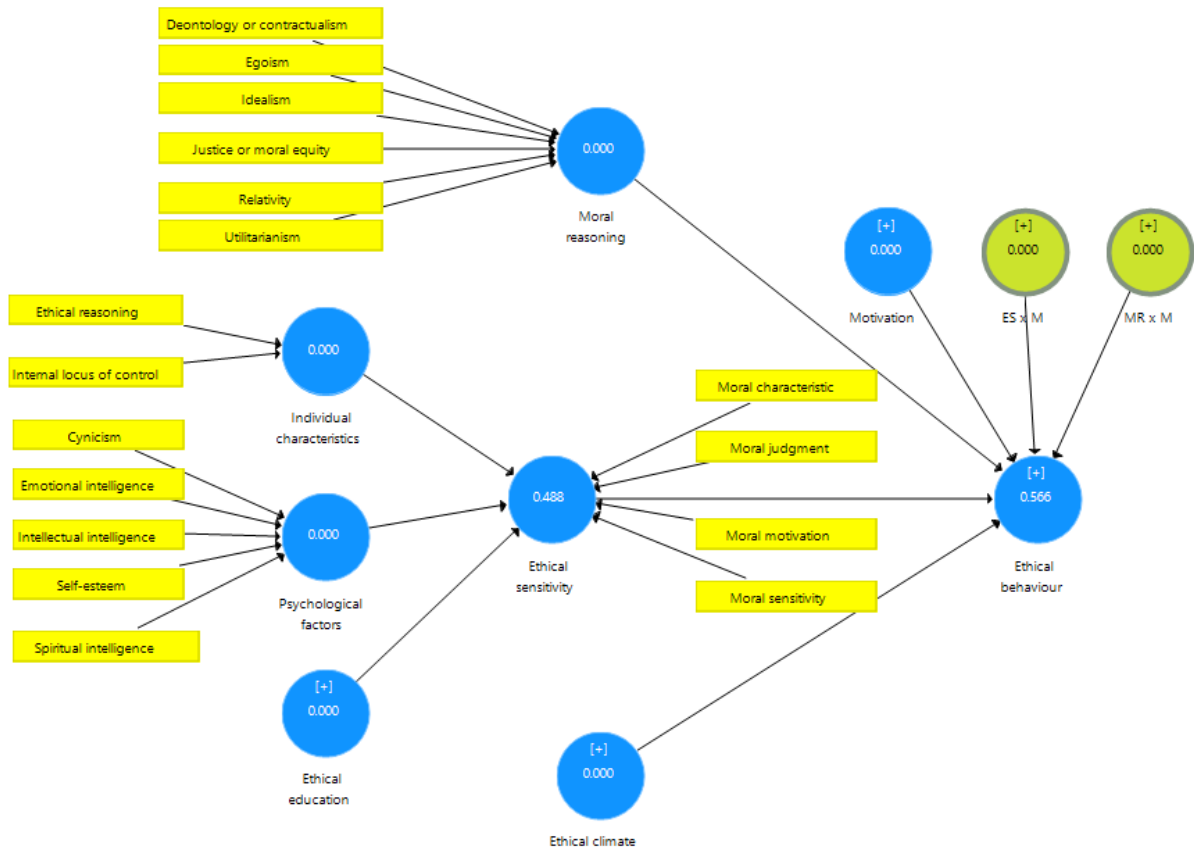 Deontology or contractualism
Egoism
Idealism
Justice or moral equity
Relativity
Utilitarianism
0.000
Moral
reasoning
[+]
0.000
Motivation
[+]
0.000
ES x M
[+]
0.000
MR x M
Ethical reasoning
Internal locus of control
0.000
Individual
characteristics
Cynicism
Emotional intelligence
Intellectual intelligence
Self-esteem
Spiritual intelligence
0.000
Psychological
factors
[+]
0.000
Ethical
education
0.488
Ethical
sensitivity
Moral characteristic
Moral judgment
Moral motivation
Moral sensitivity
[+]
0.566
Ethical
behaviour
[+]
0.000
Ethical climate